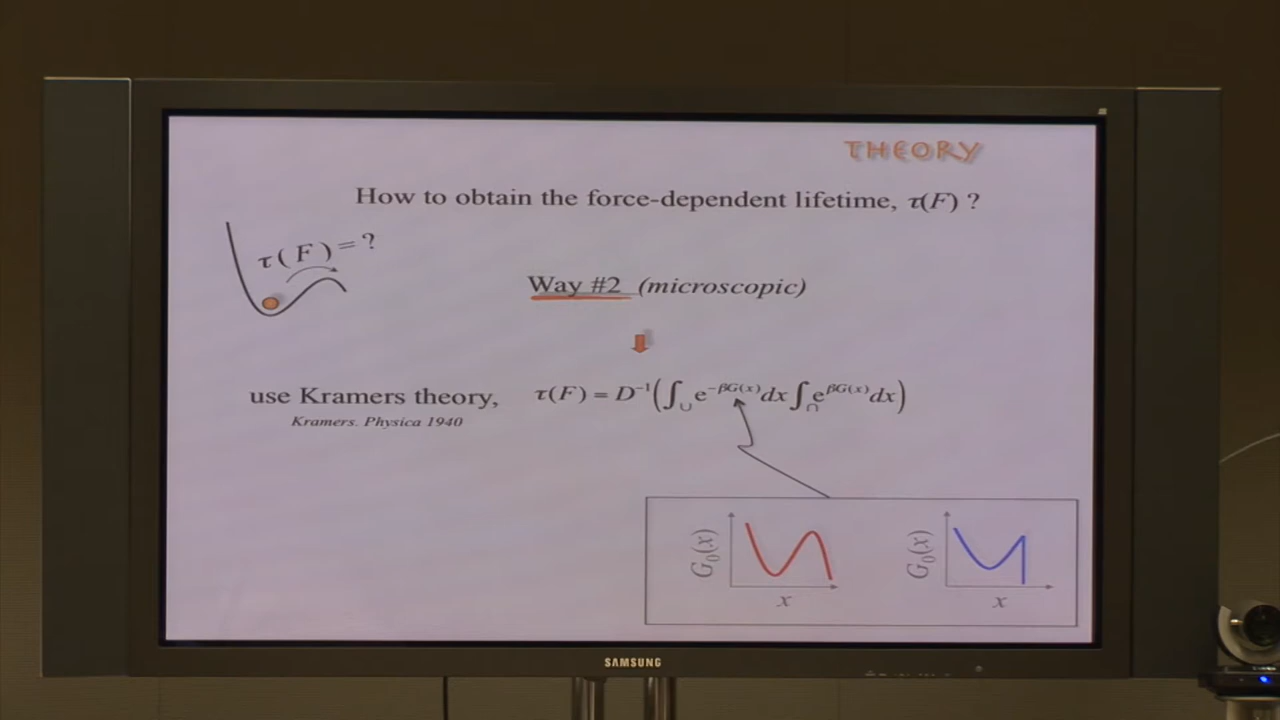 THEORY
How to obtain the force-dependent lifetime, τ(F) ?
τ(F)=?
Way #2 (microscopic)
use Kramers theory, τ(F) = D⁻¹(∫∪ e^−βG(x) dx ∫∩ e^βG(x) dx)
Kramers. Physica 1940
G₀(x) G₀(x)
x x
SAMSUNG